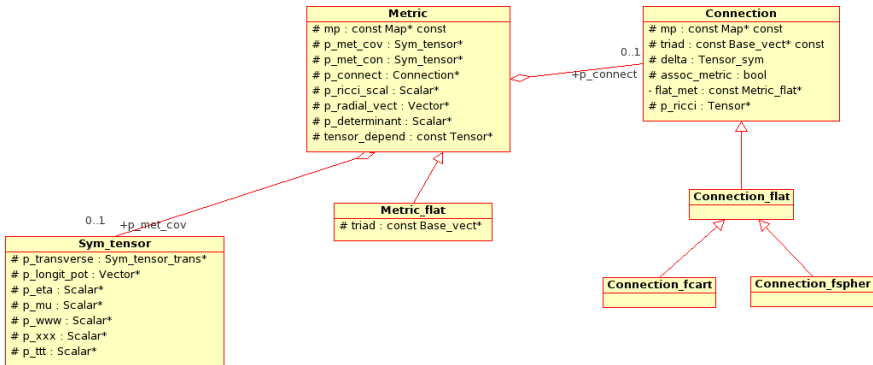 Metric
# mp : const Map* const
# p_met_cov : Sym_tensor*
# p_met_con : Sym_tensor*
# p_connect : Connection*
# p_ricci_scal : Scalar*
# p_radial_vect : Vector*
# p_determinant : Scalar*
# tensor_depend : const Tensor*
0..1
+p_connect
Connection
# mp : const Map* const
# triad : const Base_vect* const
# delta : Tensor_sym
# assoc_metric : bool
- flat_met : const Metric_flat*
# p_ricci : Tensor*
Metric_flat
# triad : const Base_vect*
Connection_flat
0..1
+p_met_cov
Sym_tensor
# p_transverse : Sym_tensor_trans*
# p_longit_pot : Vector*
# p_eta : Scalar*
# p_mu : Scalar*
# p_www : Scalar*
# p_xxx : Scalar*
# p_ttt : Scalar*
Connection_fcart
Connection_fspher